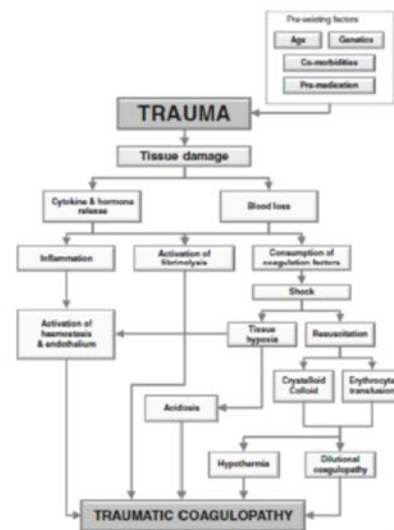 Pre-existing factors
Age
Genetics
Co-morbidities
Pre-medication
TRAUMA
Tissue damage
Cytokine & hormone
release
Blood loss
Inflammation
Activation of
fibrinolysis
Consumption of
coagulation factors
Shock
Activation of
haemostasis
& endothelium
Tissue
hypoxia
Resuscitation
Crystalloid
Colloid
Erythrocyte
transfusion
Acidosis
Hypothermia
Dilutional
coagulopathy
TRAUMATIC COAGULOPATHY